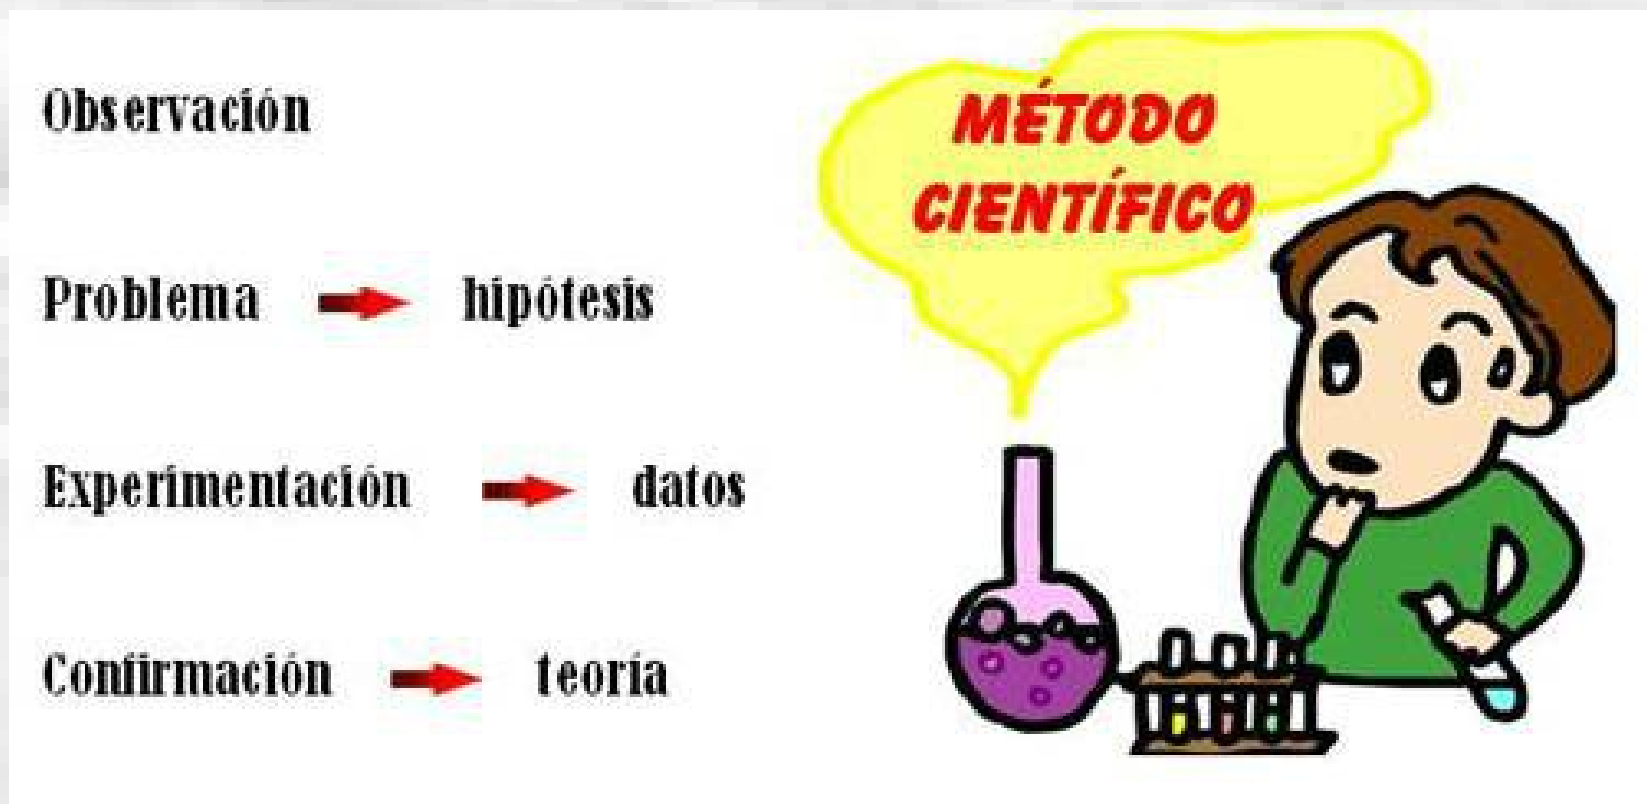 Observación
Problema hipótesis
Experimentación datos
Confirmación teoría
MÉTODO
CIENTÍFICO